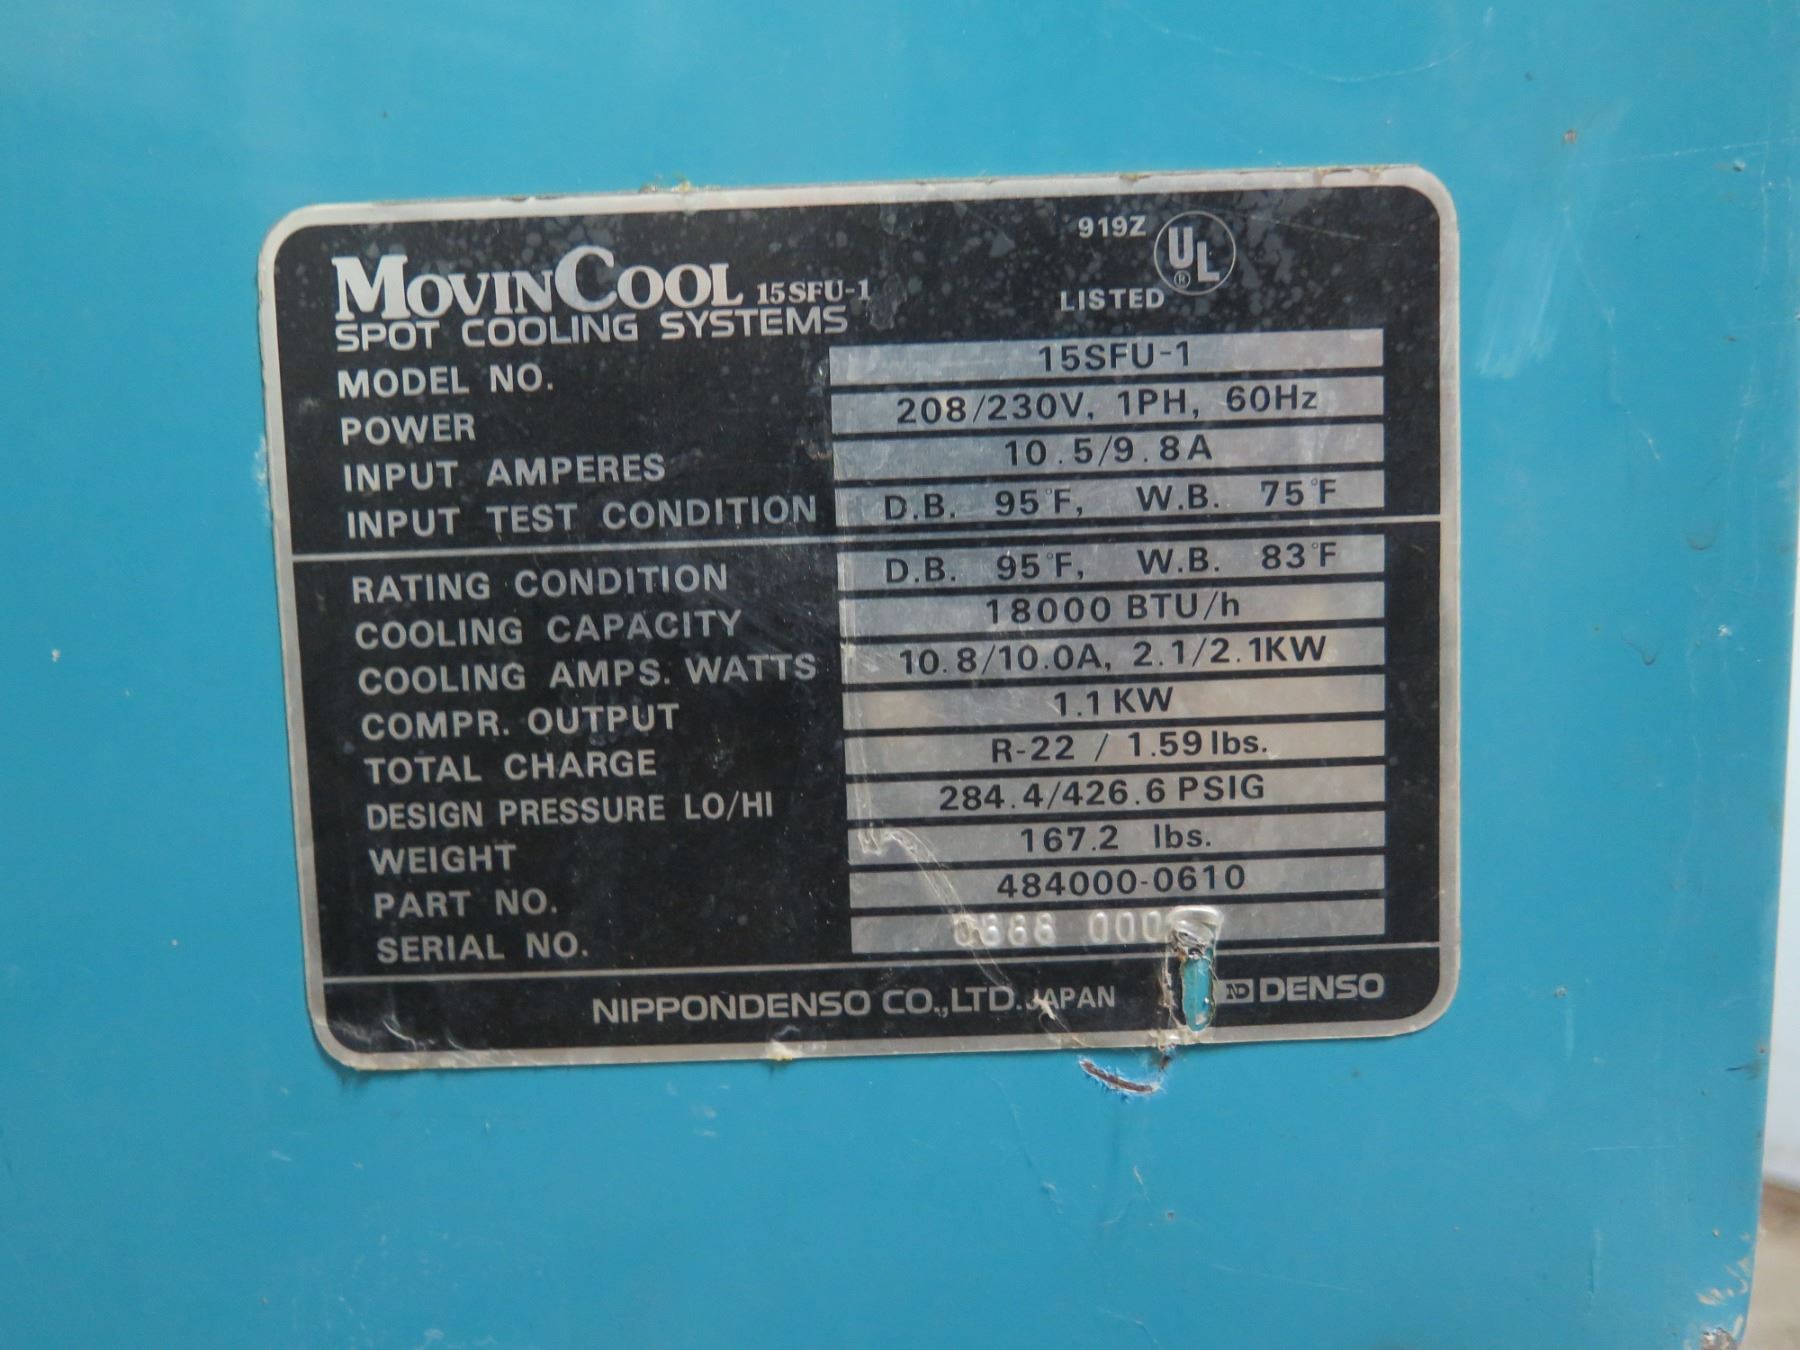 919Z
UL
®
LISTED
MOVINCOOL 15SFU-1
SPOT COOLING SYSTEMS
MODEL NO. 15SFU-1
POWER 208/230V, 1PH, 60Hz
INPUT AMPERES 10.5/9.8A
INPUT TEST CONDITION D.B. 95°F, W.B. 75°F
RATING CONDITION D.B. 95°F, W.B. 83°F
COOLING CAPACITY 18000 BTU/h
COOLING AMPS. WATTS 10.8/10.0A, 2.1/2.1KW
COMPR. OUTPUT 1.1KW
TOTAL CHARGE R-22 / 1.59lbs.
DESIGN PRESSURE LO/HI 284.4/426.6PSIG
WEIGHT 167.2 lbs.
PART NO. 484000-0610
SERIAL NO.
NIPPONDENSO CO.,LTD. JAPAN ND DENSO